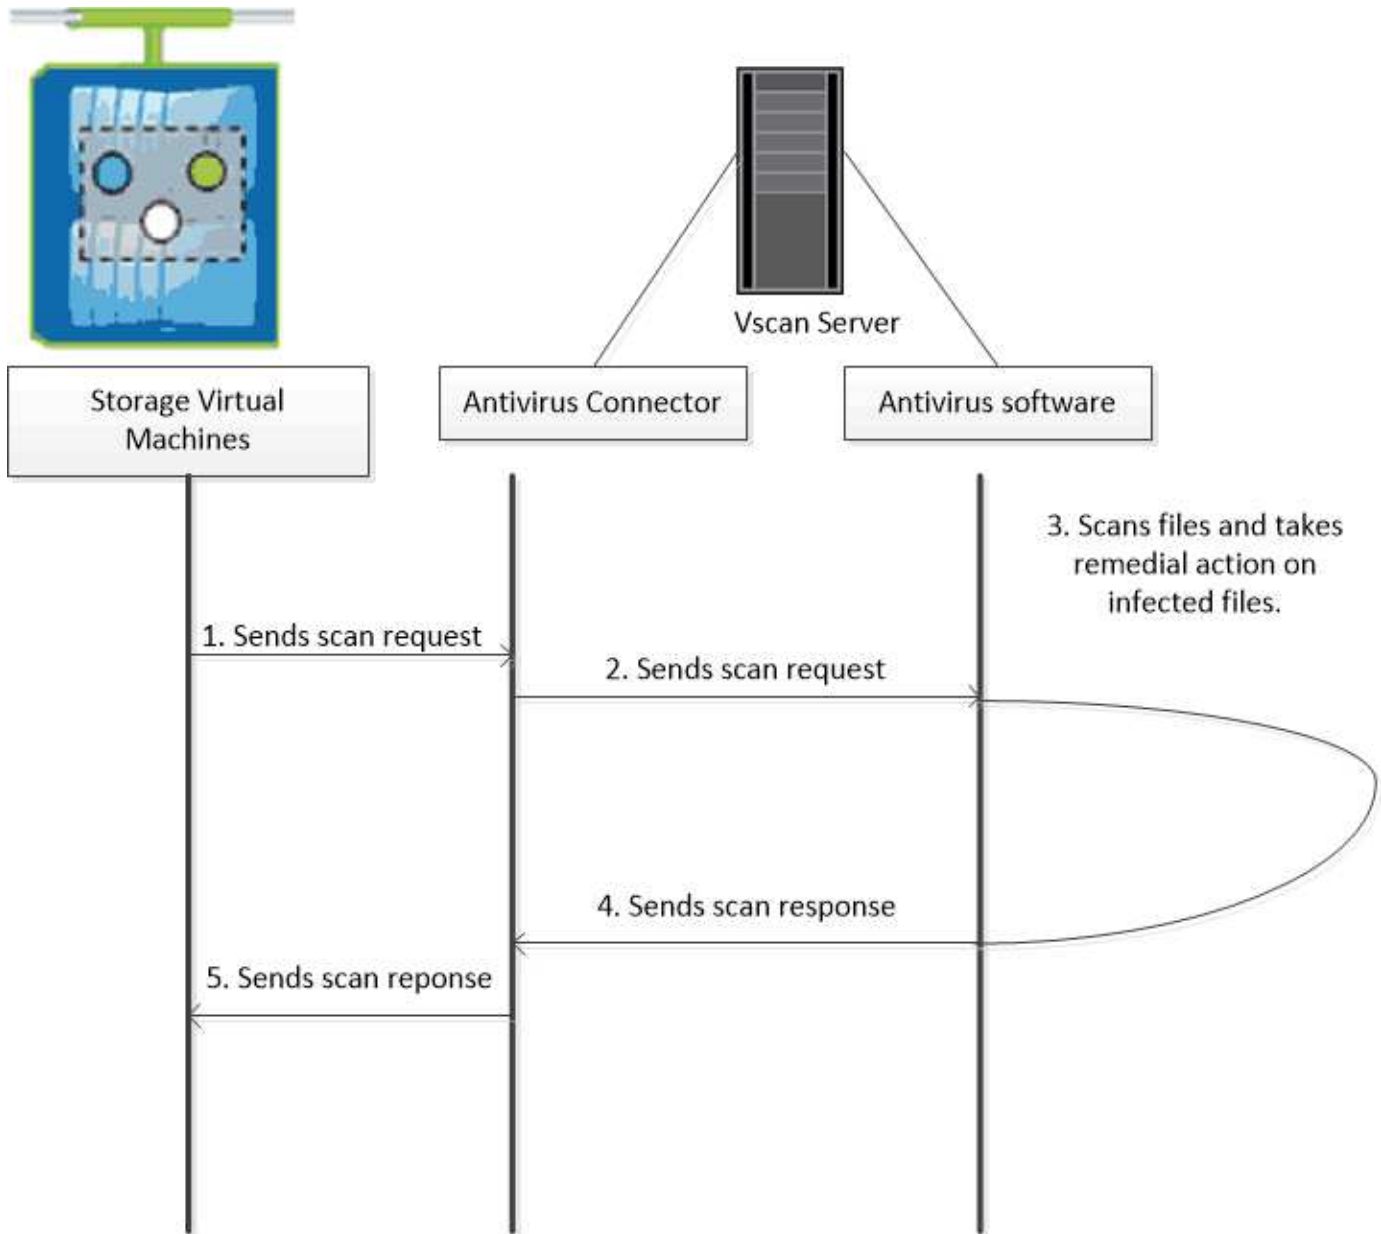 Vscan Server
Storage Virtual
Machines
Antivirus Connector
Antivirus software
3. Scans files and takes
remedial action on
infected files.
1. Sends scan request
2. Sends scan request
4. Sends scan response
5. Sends scan reponse